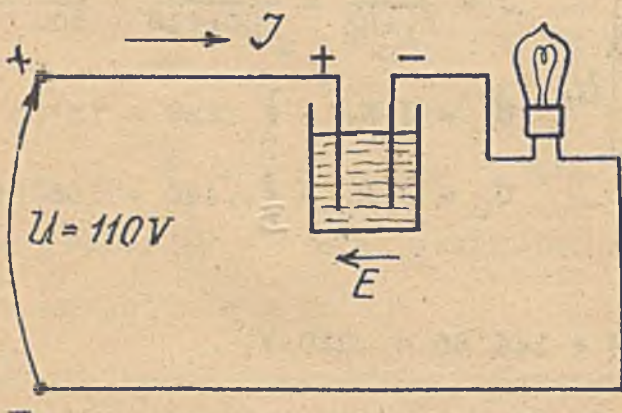 J
+ + -
U = 110V
E
-